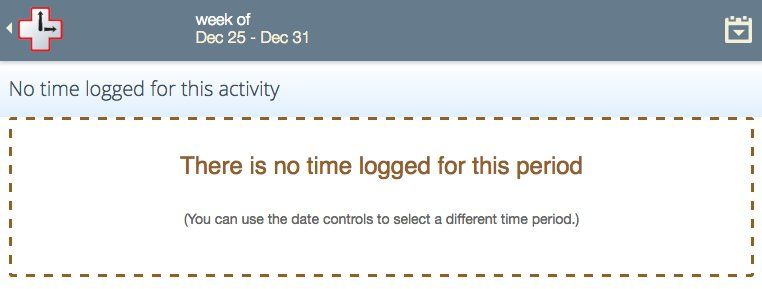 week of
Dec 25 - Dec 31
No time logged for this activity
There is no time logged for this period
(You can use the date controls to select a different time period.)